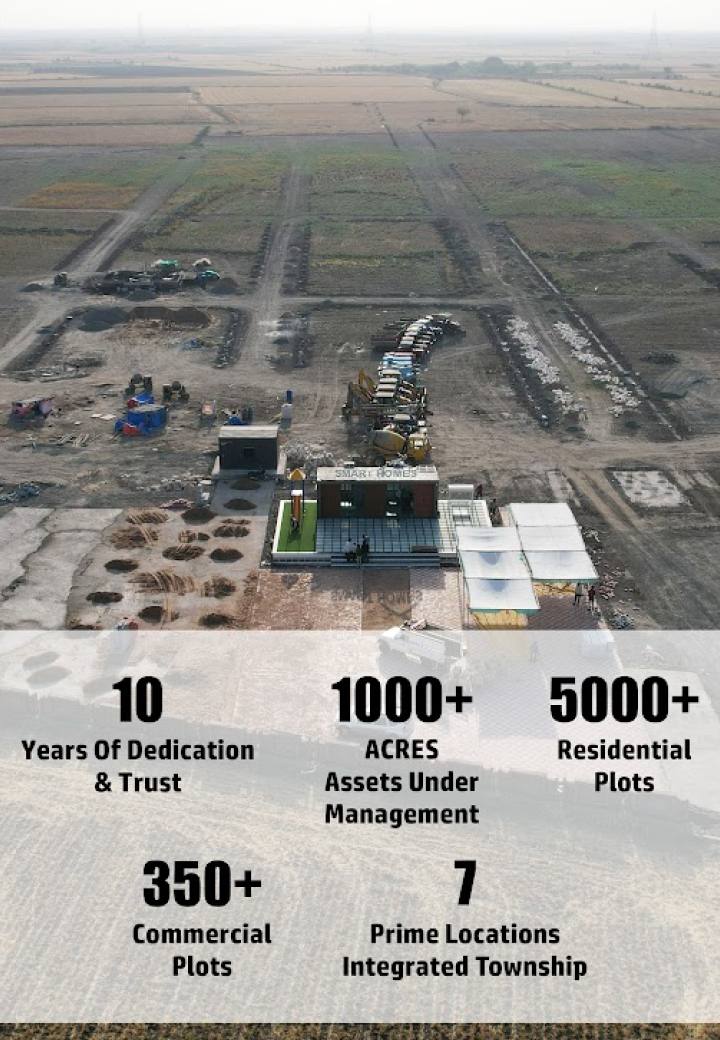 SMART HOMES
10
Years Of Dedication
& Trust
1000+
ACRES
Assets Under
Management
5000+
Residential
Plots
350+
Commercial
Plots
7
Prime Locations
Integrated Township